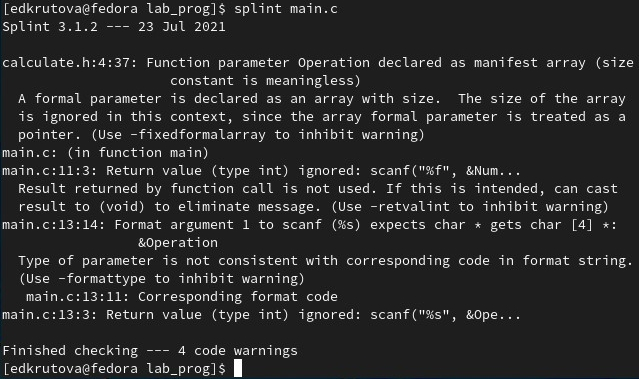 [edkrutova@fedora lab_prog]$ splint main.c
Splint 3.1.2 --- 23 Jul 2021

calculate.h:4:37: Function parameter Operation declared as manifest array (size
                     constant is meaningless)
  A formal parameter is declared as an array with size.  The size of the array
  is ignored in this context, since the array formal parameter is treated as a
  pointer. (Use -fixedformalarray to inhibit warning)
main.c: (in function main)
main.c:11:3: Return value (type int) ignored: scanf("%f", &Num...
  Result returned by function call is not used. If this is intended, can cast
  result to (void) to eliminate message. (Use -retvalint to inhibit warning)
main.c:13:14: Format argument 1 to scanf (%s) expects char * gets char [4] *:
                 &Operation
  Type of parameter is not consistent with corresponding code in format string.
  (Use -formattype to inhibit warning)
   main.c:13:11: Corresponding format code
main.c:13:3: Return value (type int) ignored: scanf("%s", &Ope...

Finished checking --- 4 code warnings
[edkrutova@fedora lab_prog]$